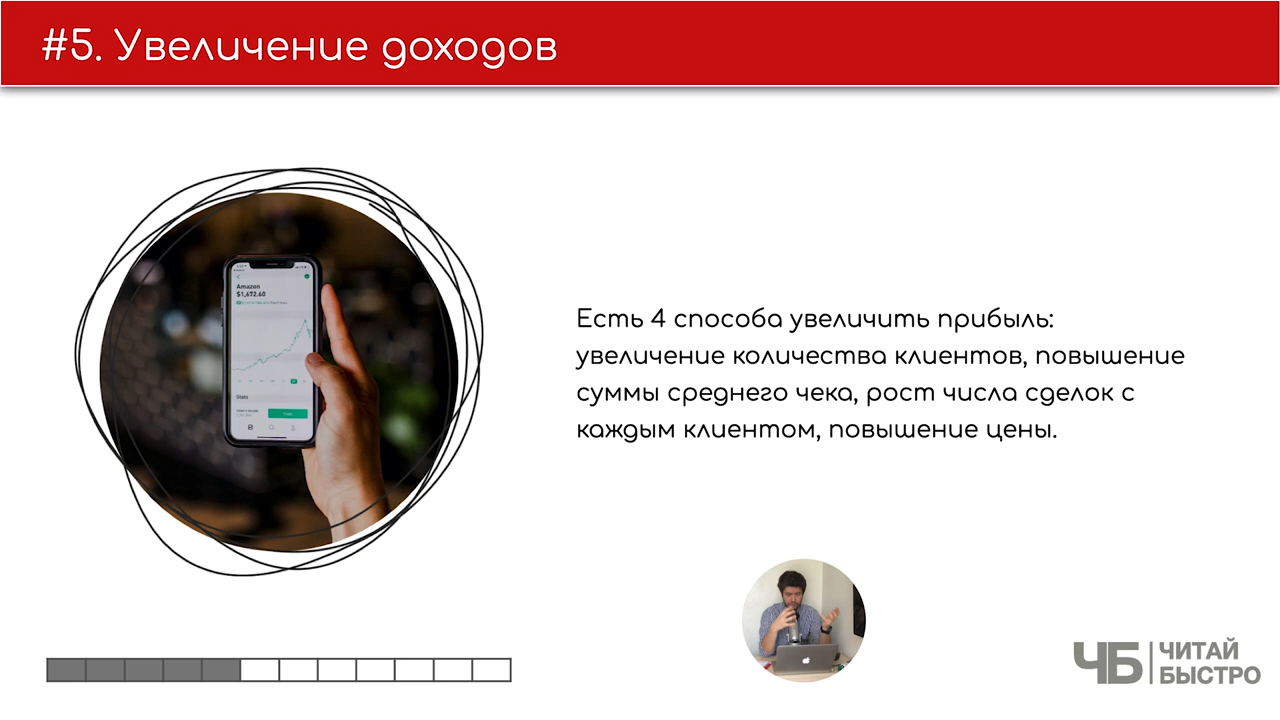 #5. Увеличение доходов
Amazon
$1,672.60
Stats
Trade
Есть 4 способа увеличить прибыль:
увеличение количества клиентов, повышение
суммы среднего чека, рост числа сделок с
каждым клиентом, повышение цены.
ЧБ
ЧИТАЙ
БЫСТРО